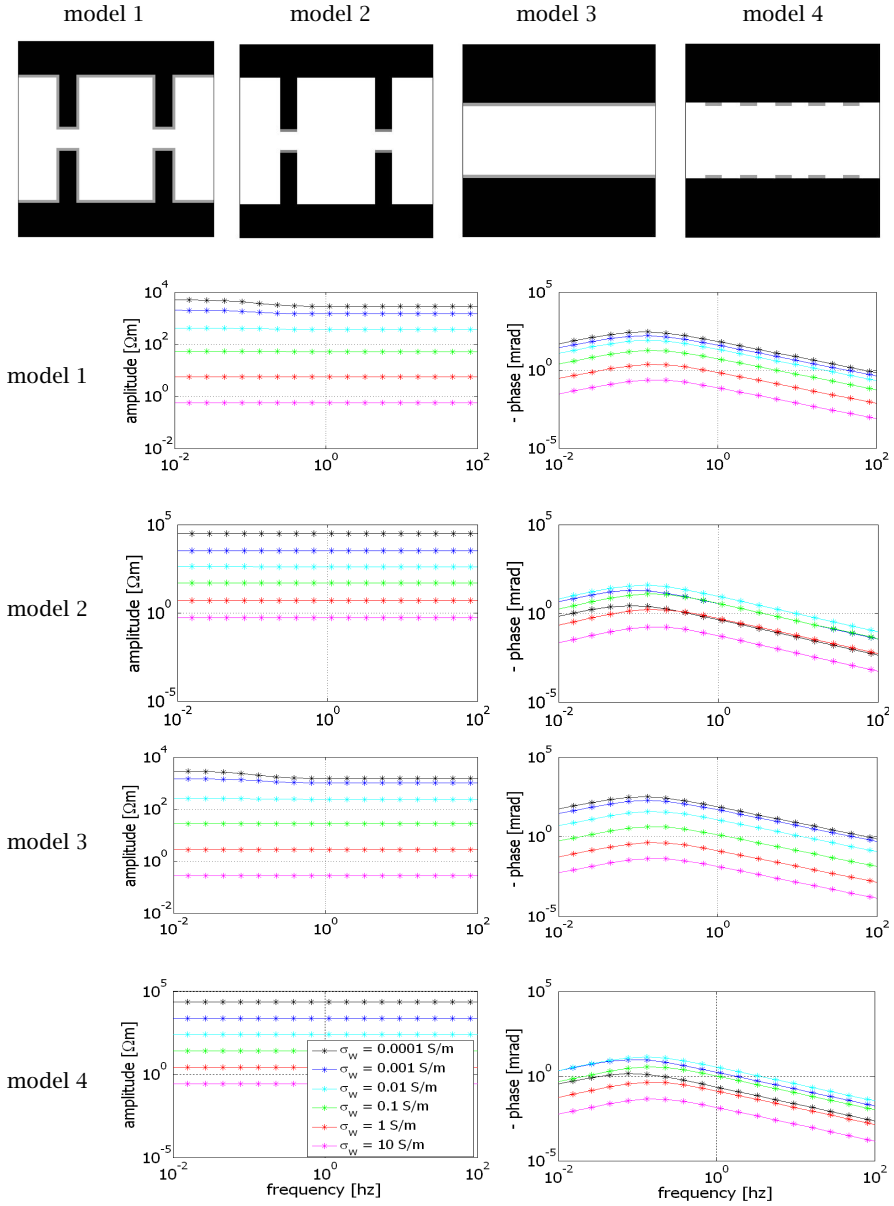 model 1 model 2 model 3 model 4
model 1
amplitude [Ωm]
10^4
10^2
10^0
10^-2
10^-2 10^0 10^2
- phase [mrad]
10^5
10^0
10^-5
10^-2 10^0 10^2
model 2
amplitude [Ωm]
10^5
10^0
10^-5
10^-2 10^0 10^2
- phase [mrad]
10^5
10^0
10^-5
10^-2 10^0 10^2
model 3
amplitude [Ωm]
10^4
10^2
10^0
10^-2
10^-2 10^0 10^2
- phase [mrad]
10^5
10^0
10^-5
10^-2 10^0 10^2
model 4
amplitude [Ωm]
10^5
10^0
10^-5
σ_w = 0.0001 S/m
σ_w = 0.001 S/m
σ_w = 0.01 S/m
σ_w = 0.1 S/m
σ_w = 1 S/m
σ_w = 10 S/m
10^-2 10^0 10^2
frequency [hz]
- phase [mrad]
10^5
10^0
10^-5
10^-2 10^0 10^2
frequency [hz]